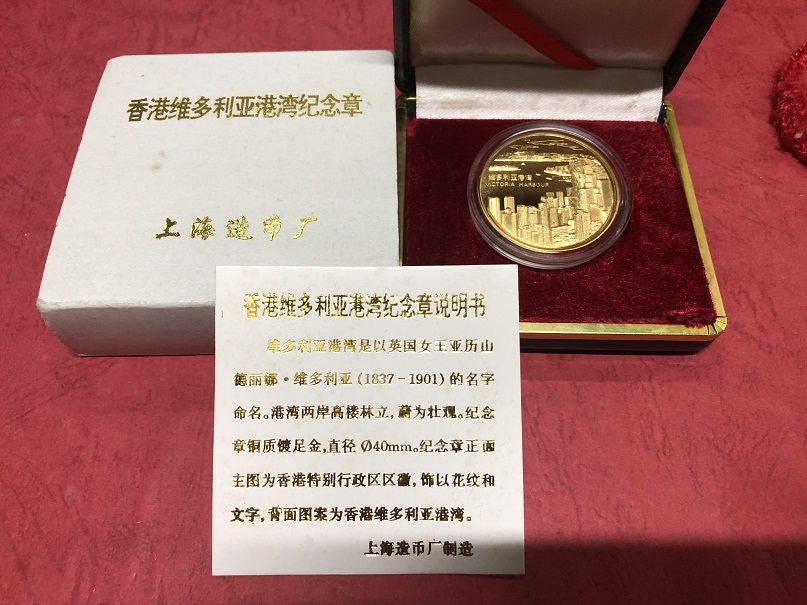 香港维多利亚港湾纪念章
上海造币厂
维多利亚港湾
VICTORIA HARBOUR
香港维多利亚港湾纪念章说明书
维多利亚港湾是以英国女王亚历山
德丽娜·维多利亚(1837-1901)的名字
命名。港湾两岸高楼林立,蔚为壮观。纪念
章铜质镀足金,直径Ø40mm。纪念章正面
主图为香港特别行政区区徽,饰以花纹和
文字,背面图案为香港维多利亚港湾。
上海造币厂制造